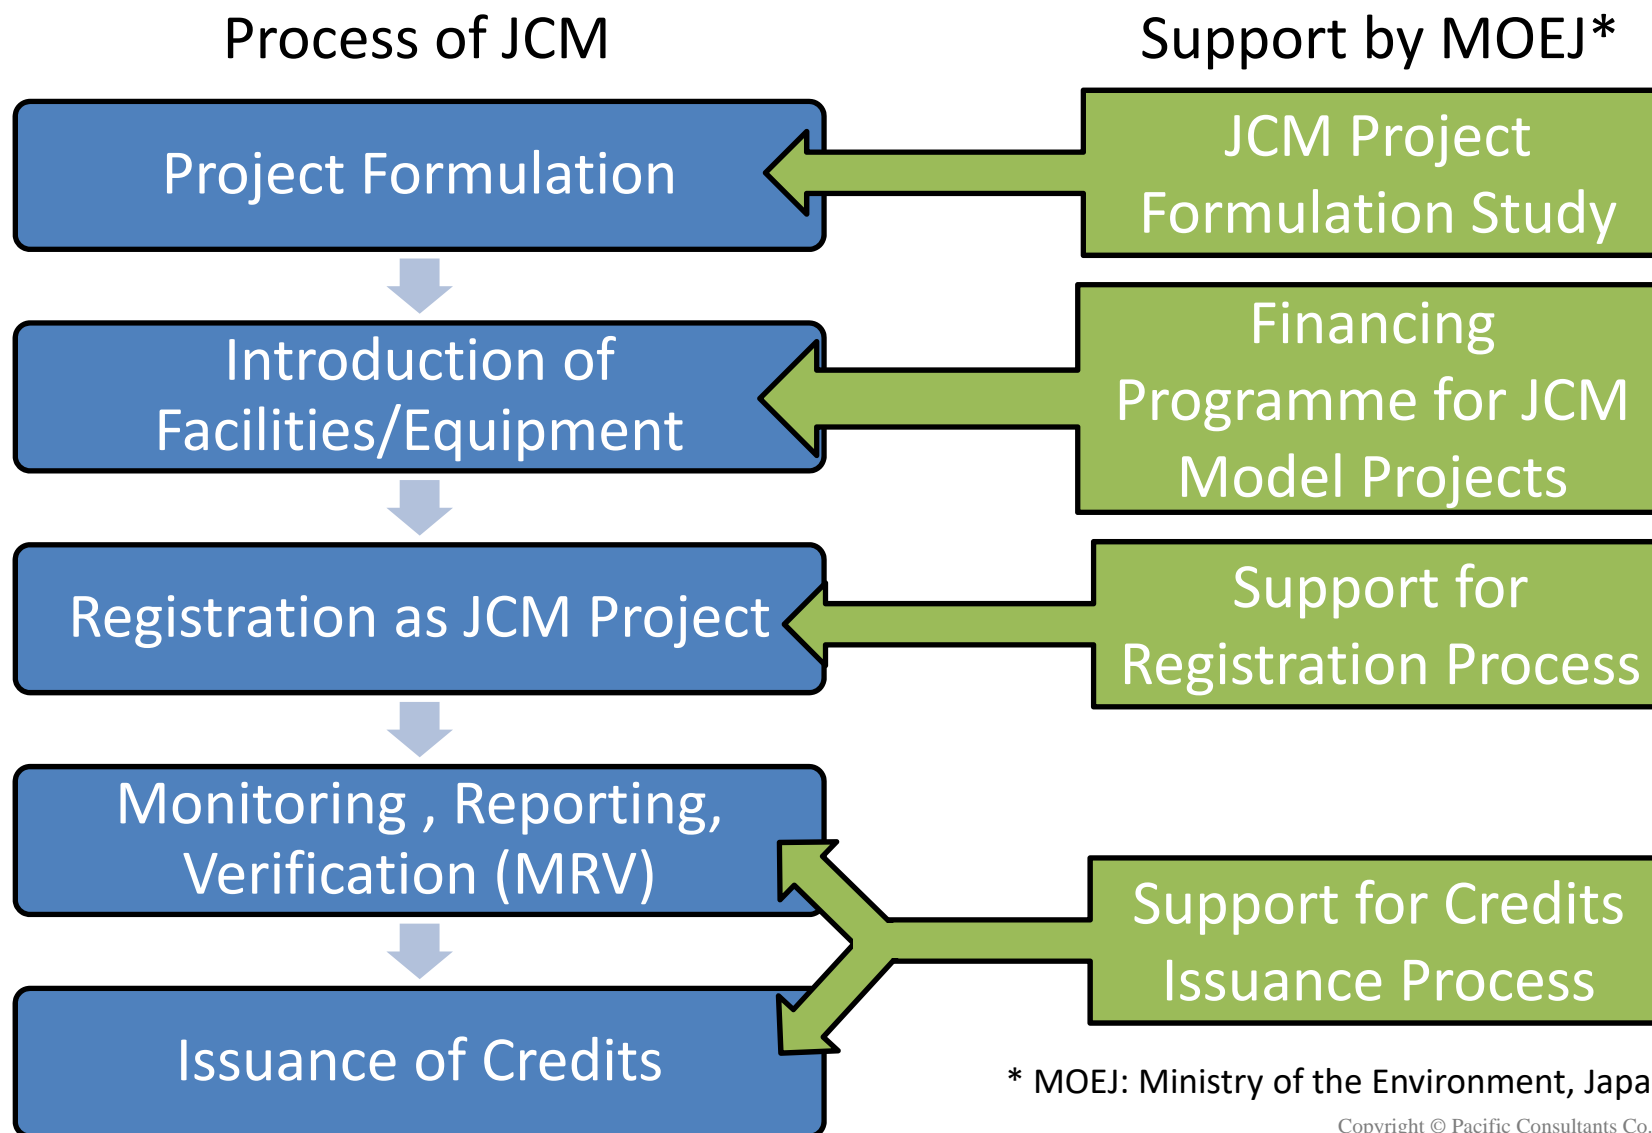 Process of JCM
Support by MOEJ*
Project Formulation
JCM Project
Formulation Study
Introduction of
Facilities/Equipment
Financing
Programme for JCM
Model Projects
Registration as JCM Project
Support for
Registration Process
Monitoring , Reporting,
Verification (MRV)
Support for Credits
Issuance Process
Issuance of Credits
* MOEJ: Ministry of the Environment, Japa
Copyright © Pacific Consultants Co.